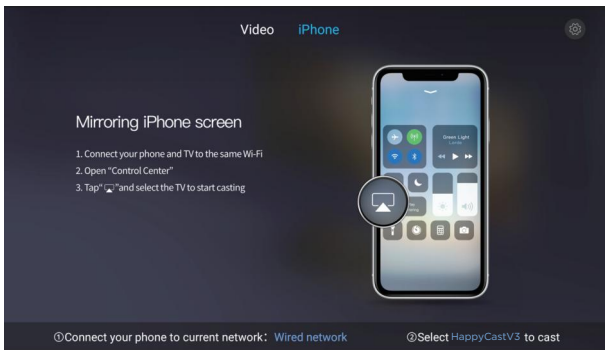 Video iPhone
Mirroring iPhone screen
1. Connect your phone and TV to the same Wi-Fi
2. Open “Control Center”
3. Tap“ ”and select the TV to start casting
Green Light
①Connect your phone to current network: Wired network
②Select HappyCastV3 to cast